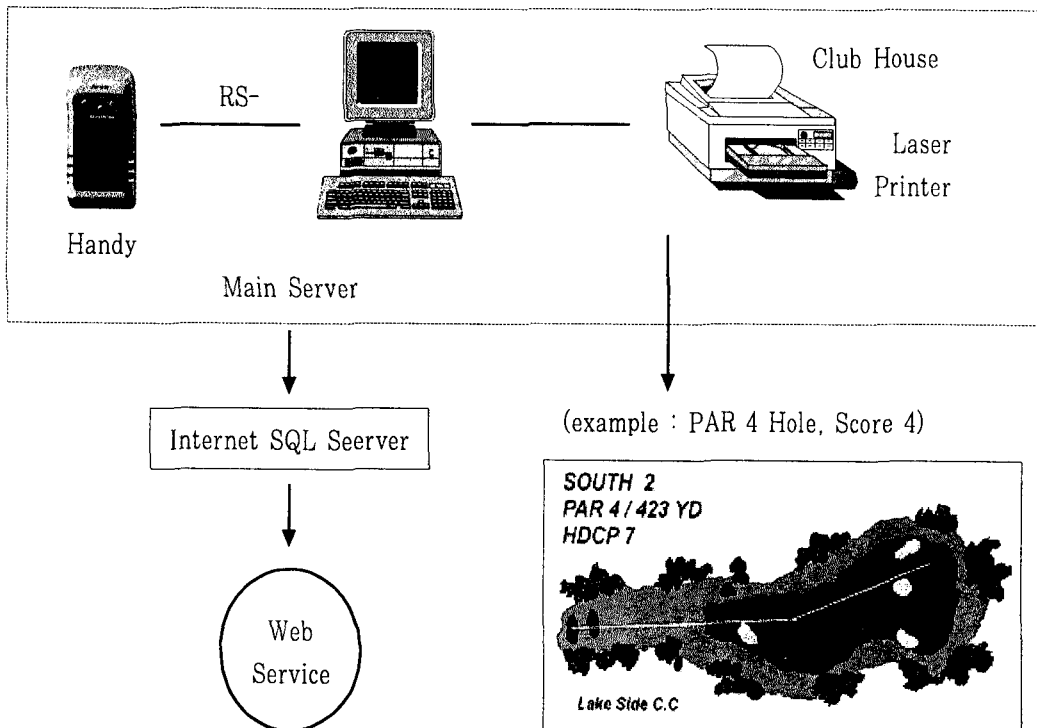 Club House
RS-
Laser
Printer
Handy
Main Server
Internet SQL Seerver
(example : PAR 4 Hole, Score 4)
SOUTH 2
PAR 4 / 423 YD
HDCP 7
Web
Service
Lake Side C.C